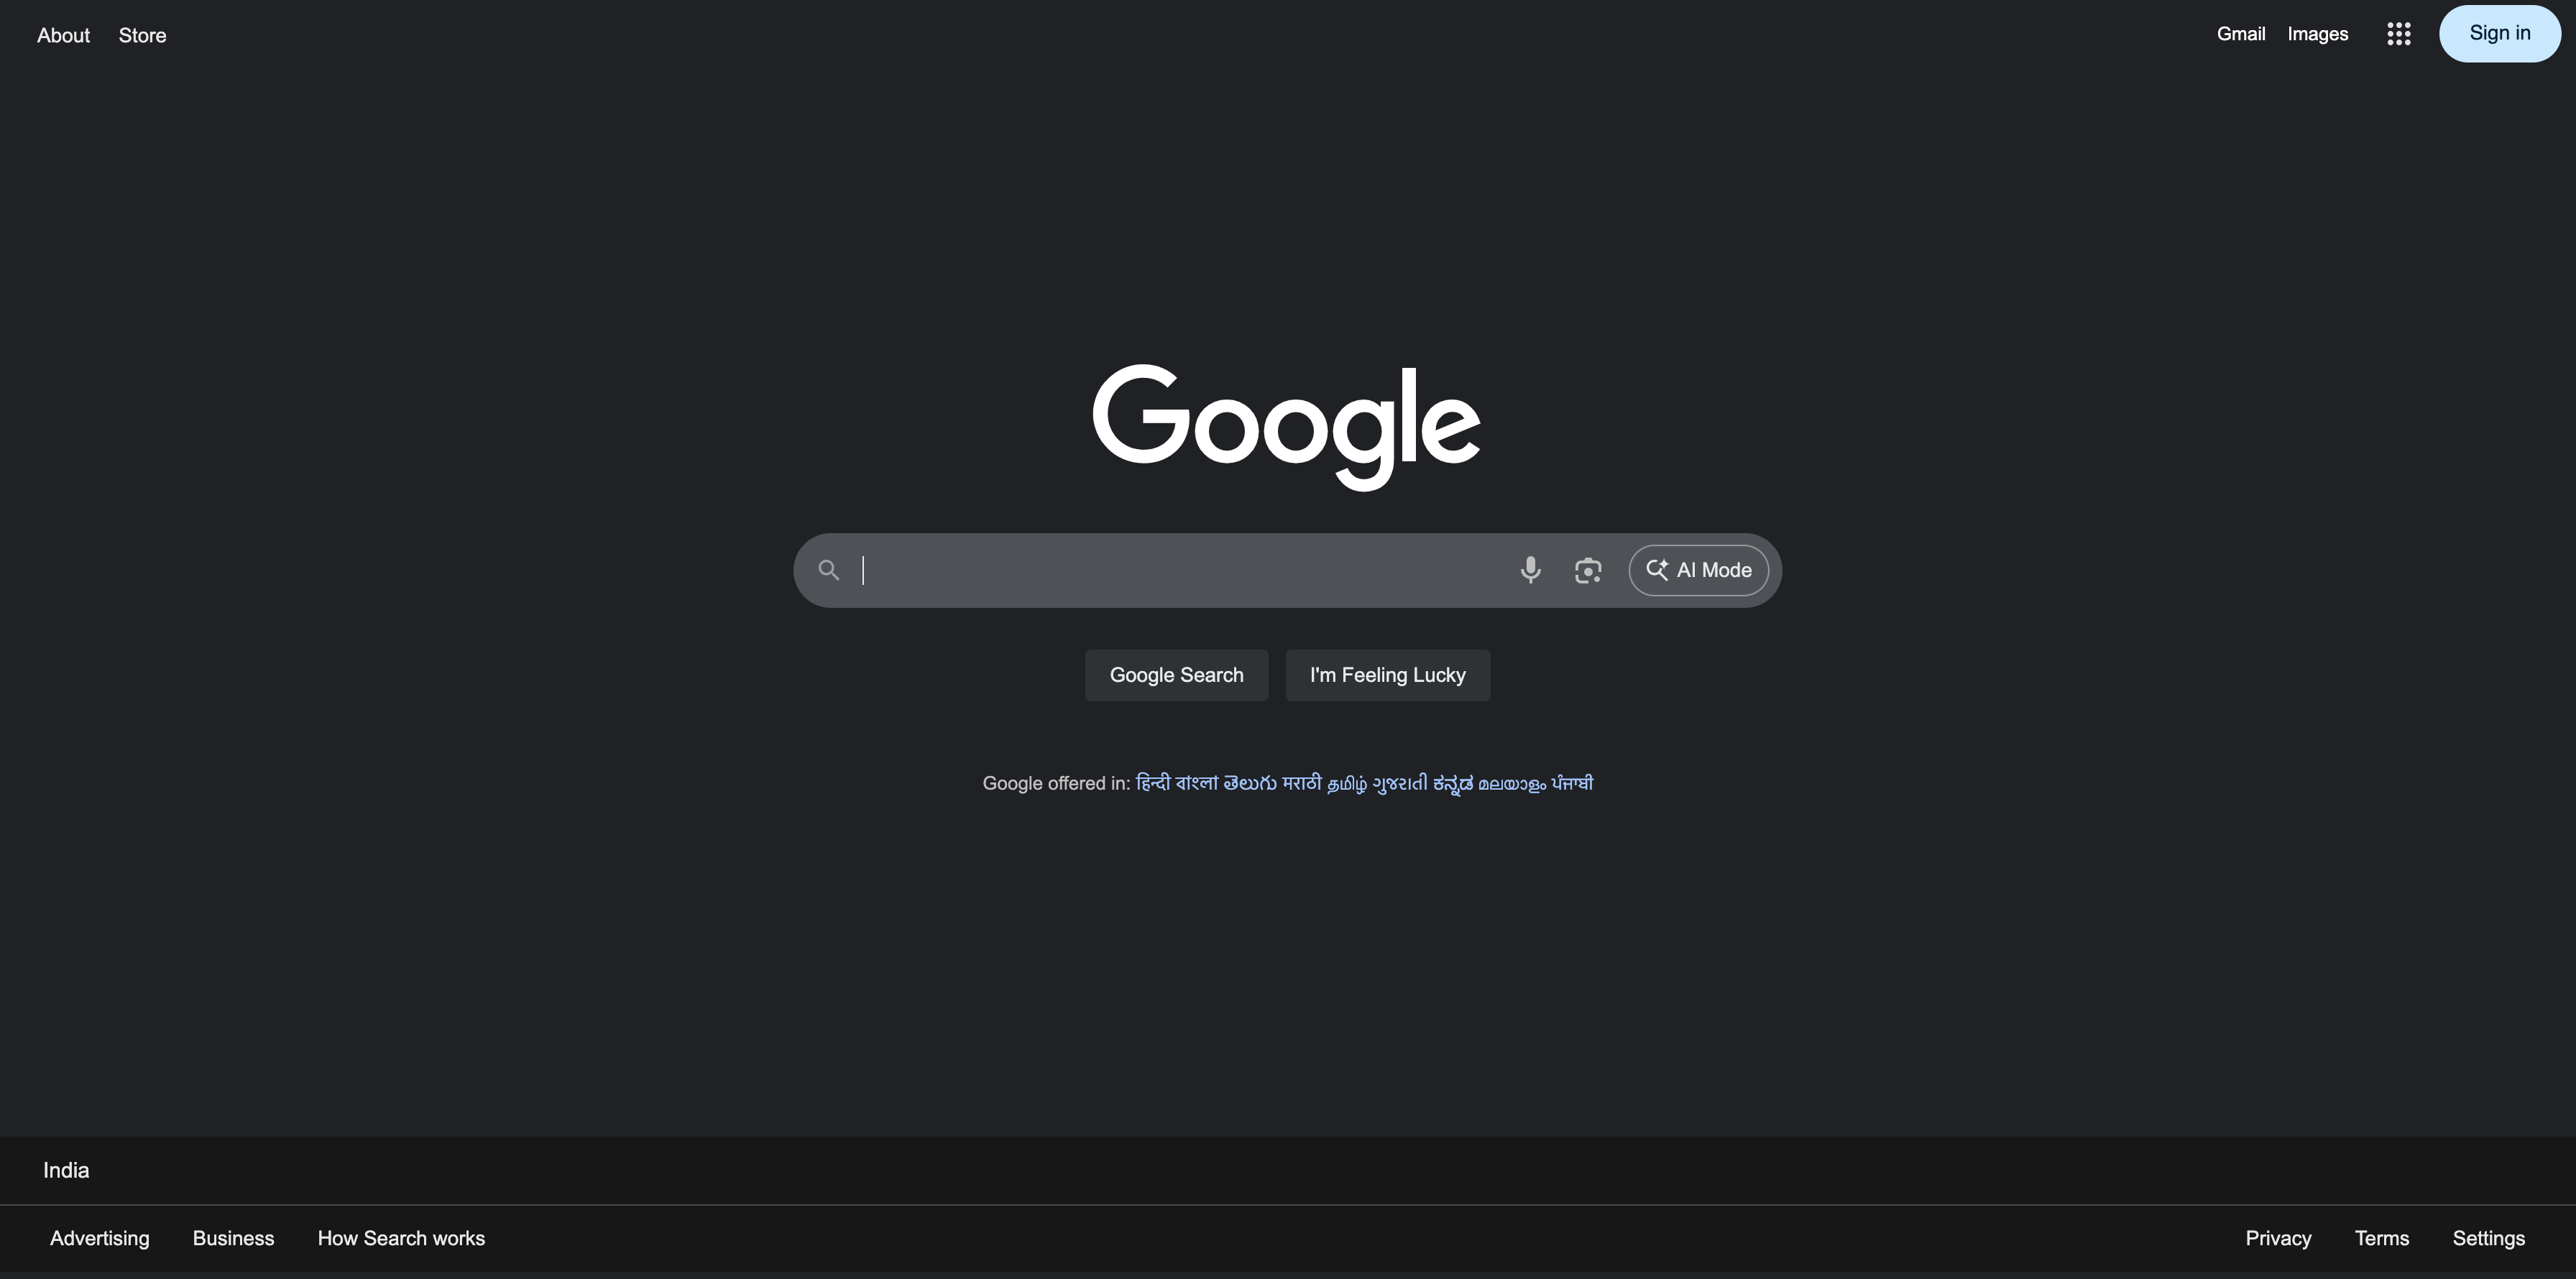 About Store Gmail Images Sign in
Google
AI Mode
Google Search I'm Feeling Lucky
Google offered in: हिन्दी বাংলা తెలుగు मराठी தமிழ் ગુજરાતી ಕನ್ನಡ മലയാളം ਪੰਜਾਬੀ
India
Advertising Business How Search works Privacy Terms Settings